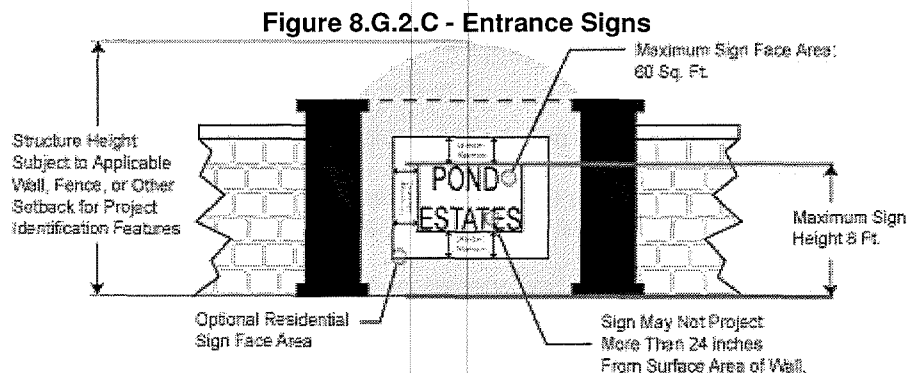 Figure 8.G.2.C - Entrance Signs
Maximum Sign Face Area:
60 Sq. Ft.
Structure Height
Subject to Applicable
Wall, Fence, or Other
Setback for Project
Identification Features
POND
ESTATES
Maximum Sign
Height 8 Ft.
Optional Residential
Sign Face Area
Sign May Not Project
More Than 24 Inches
From Surface Area of Wall.